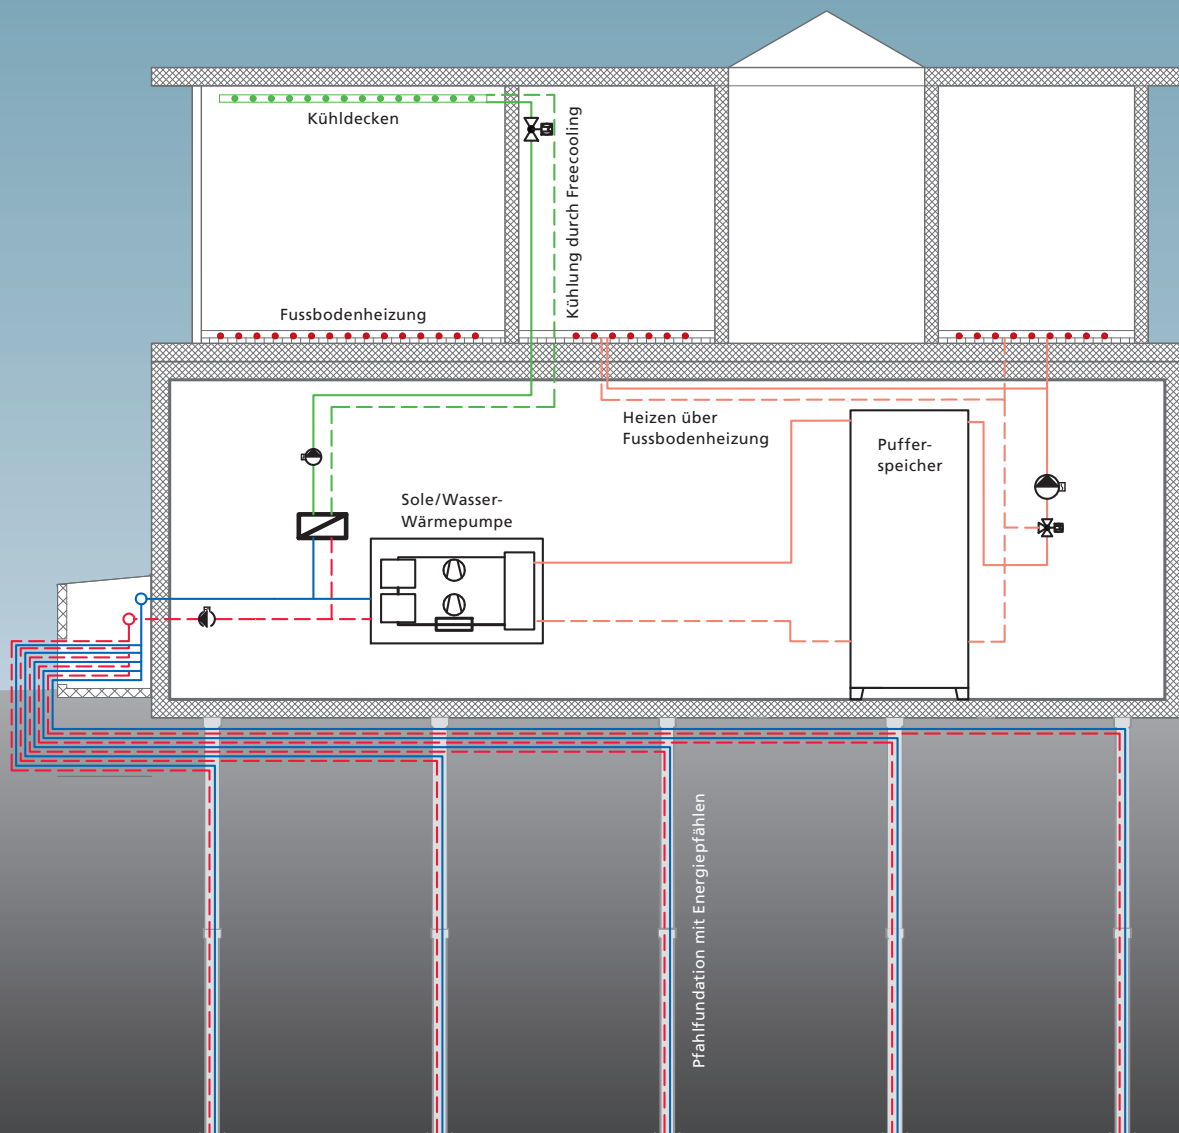 Kühldecken
Kühlung durch Freecooling
Fussbodenheizung
Heizen über
Fussbodenheizung
Puffer-
speicher
Sole/Wasser-
Wärmepumpe
Pfahlfundation mit Energiepfählen